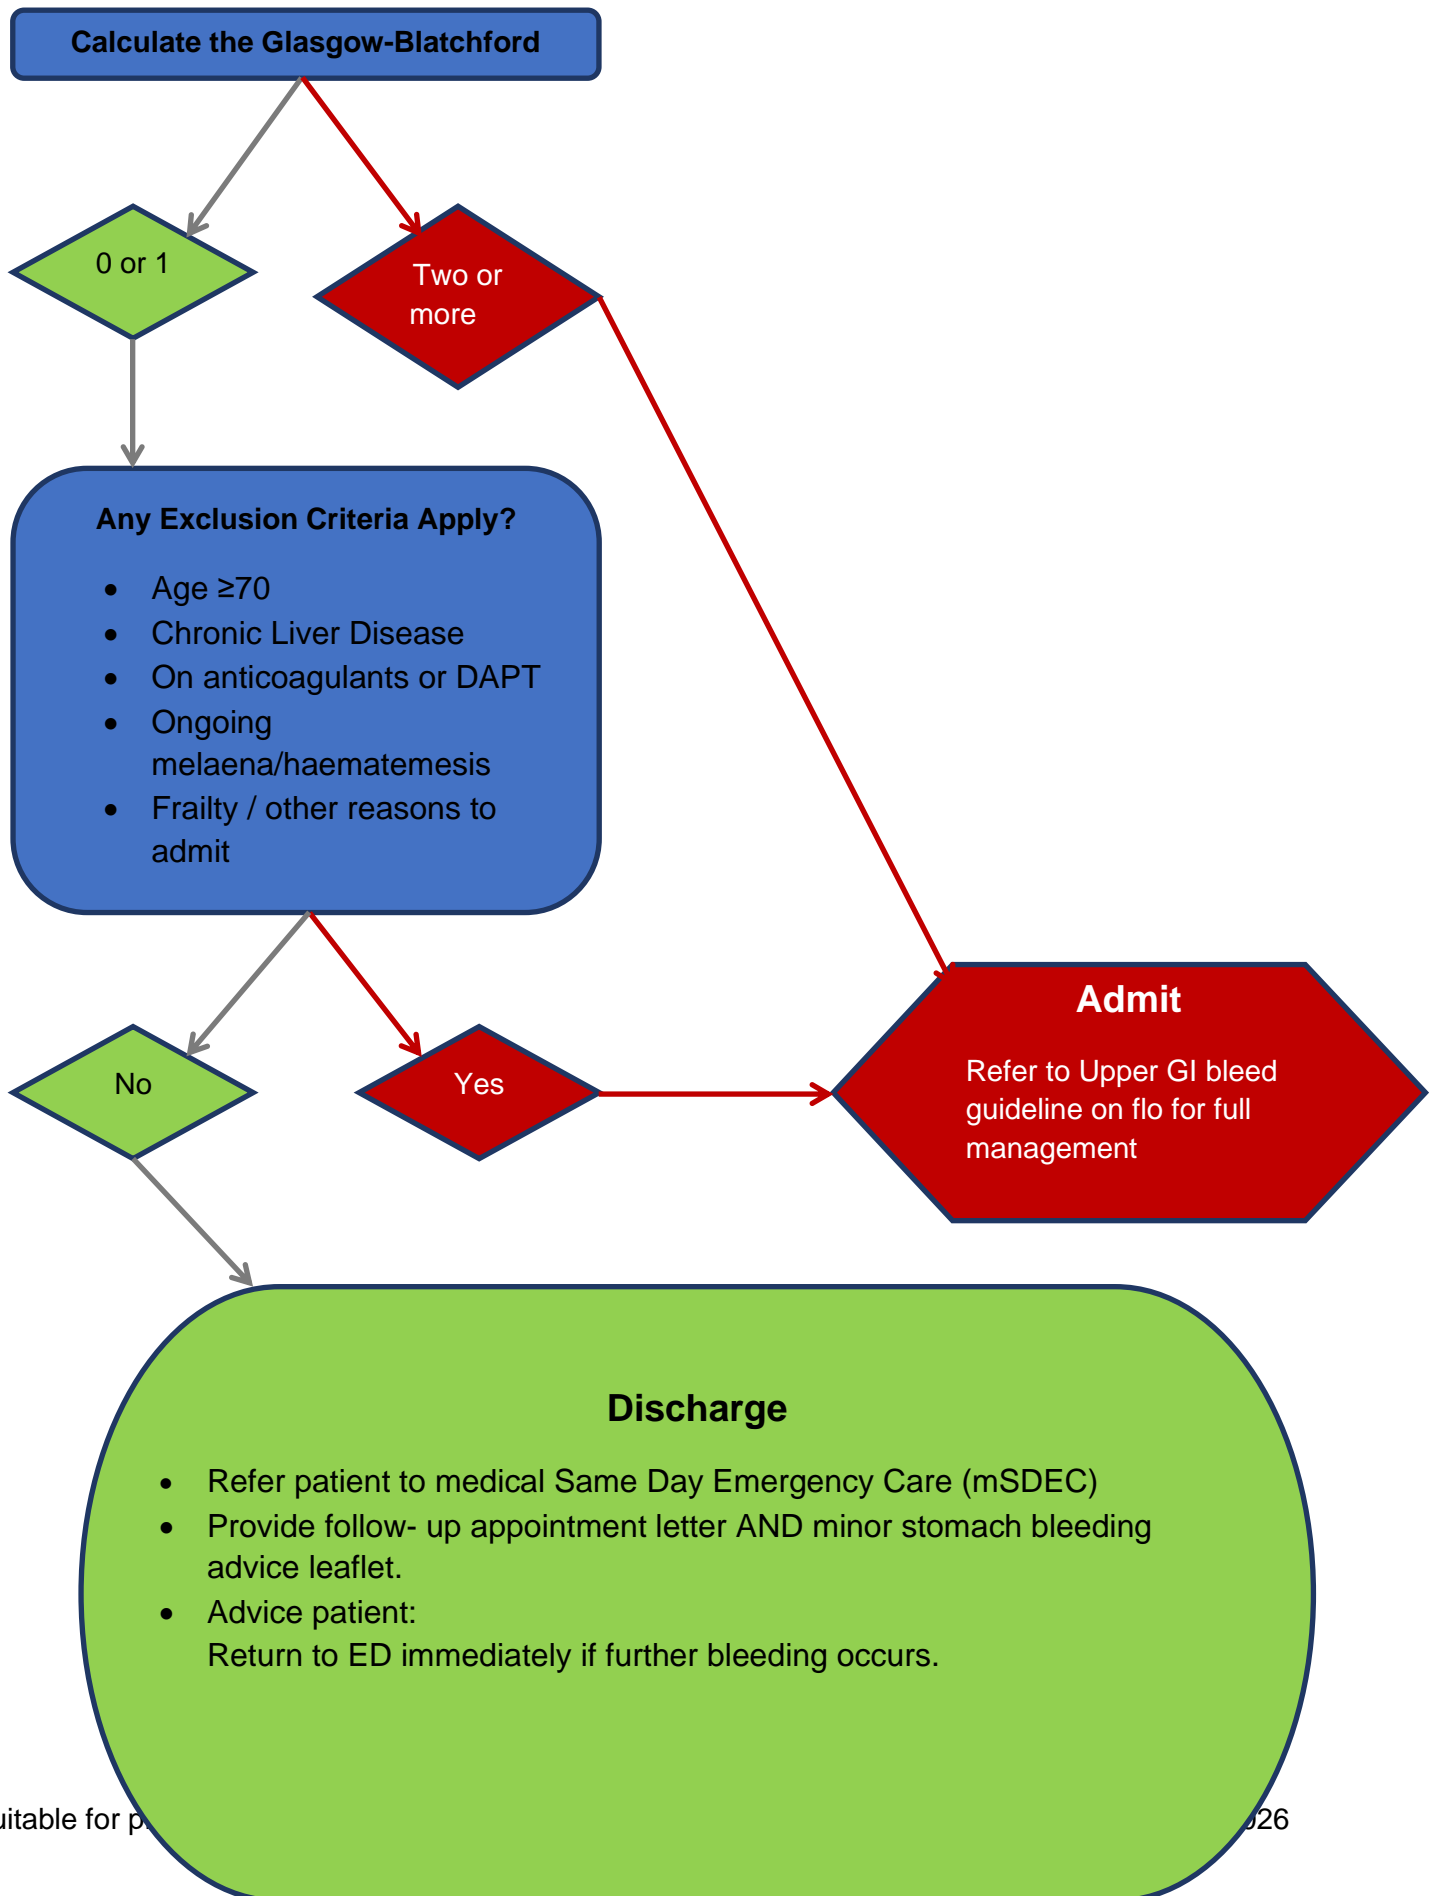 Calculate the Glasgow-Blatchford
0 or 1
Two or
more
Any Exclusion Criteria Apply?
• Age ≥70
• Chronic Liver Disease
• On anticoagulants or DAPT
• Ongoing
melaena/haematemesis
• Frailty / other reasons to
admit
No
Yes
Admit
Refer to Upper GI bleed
guideline on flo for full
management
Discharge
• Refer patient to medical Same Day Emergency Care (mSDEC)
• Provide follow- up appointment letter AND minor stomach bleeding
advice leaflet.
• Advice patient:
Return to ED immediately if further bleeding occurs.
for